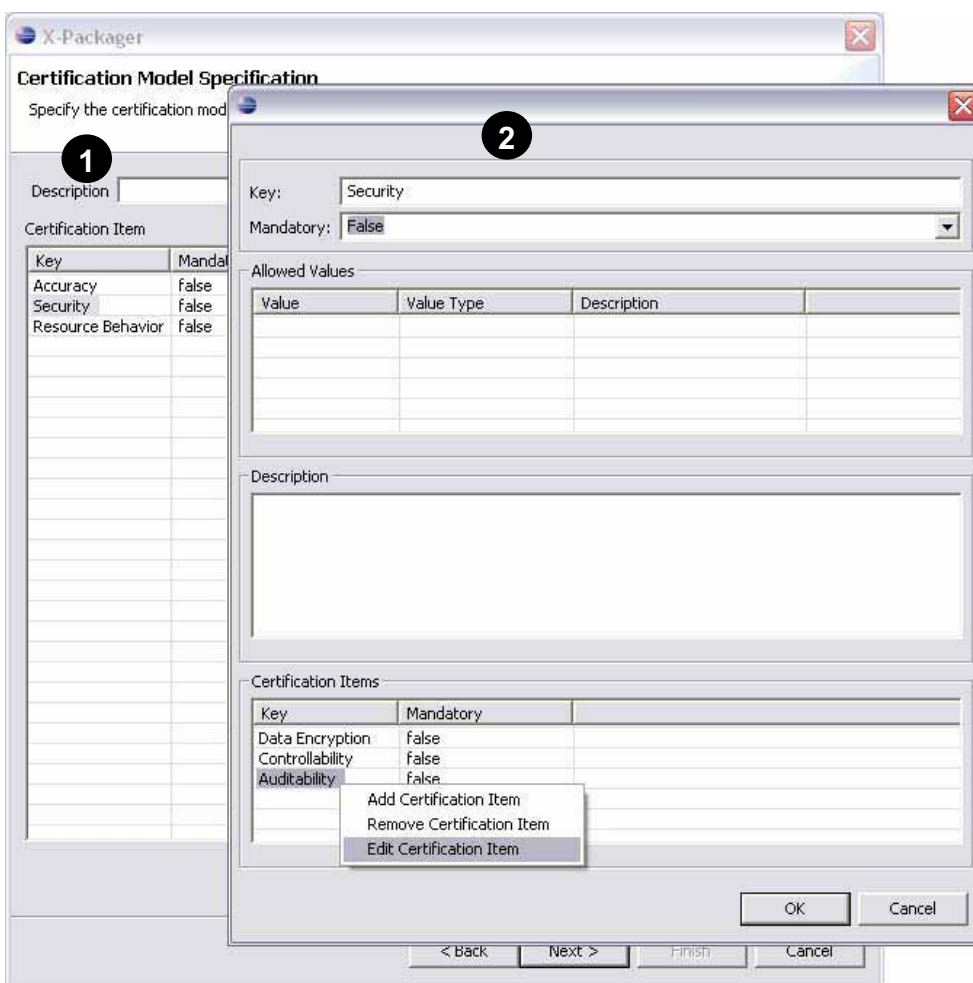 X-Packager
Certification Model Specification
Specify the certification mod
1
Description
Certification Item
Key Mandat
Accuracy false
Security false
Resource Behavior false
2
Key: Security
Mandatory: False
Allowed Values
Value Value Type Description
Description
Certification Items
Key Mandatory
Data Encryption false
Controllability false
Auditability false
Add Certification Item
Remove Certification Item
Edit Certification Item
OK Cancel
< Back Next > Finish Cancel